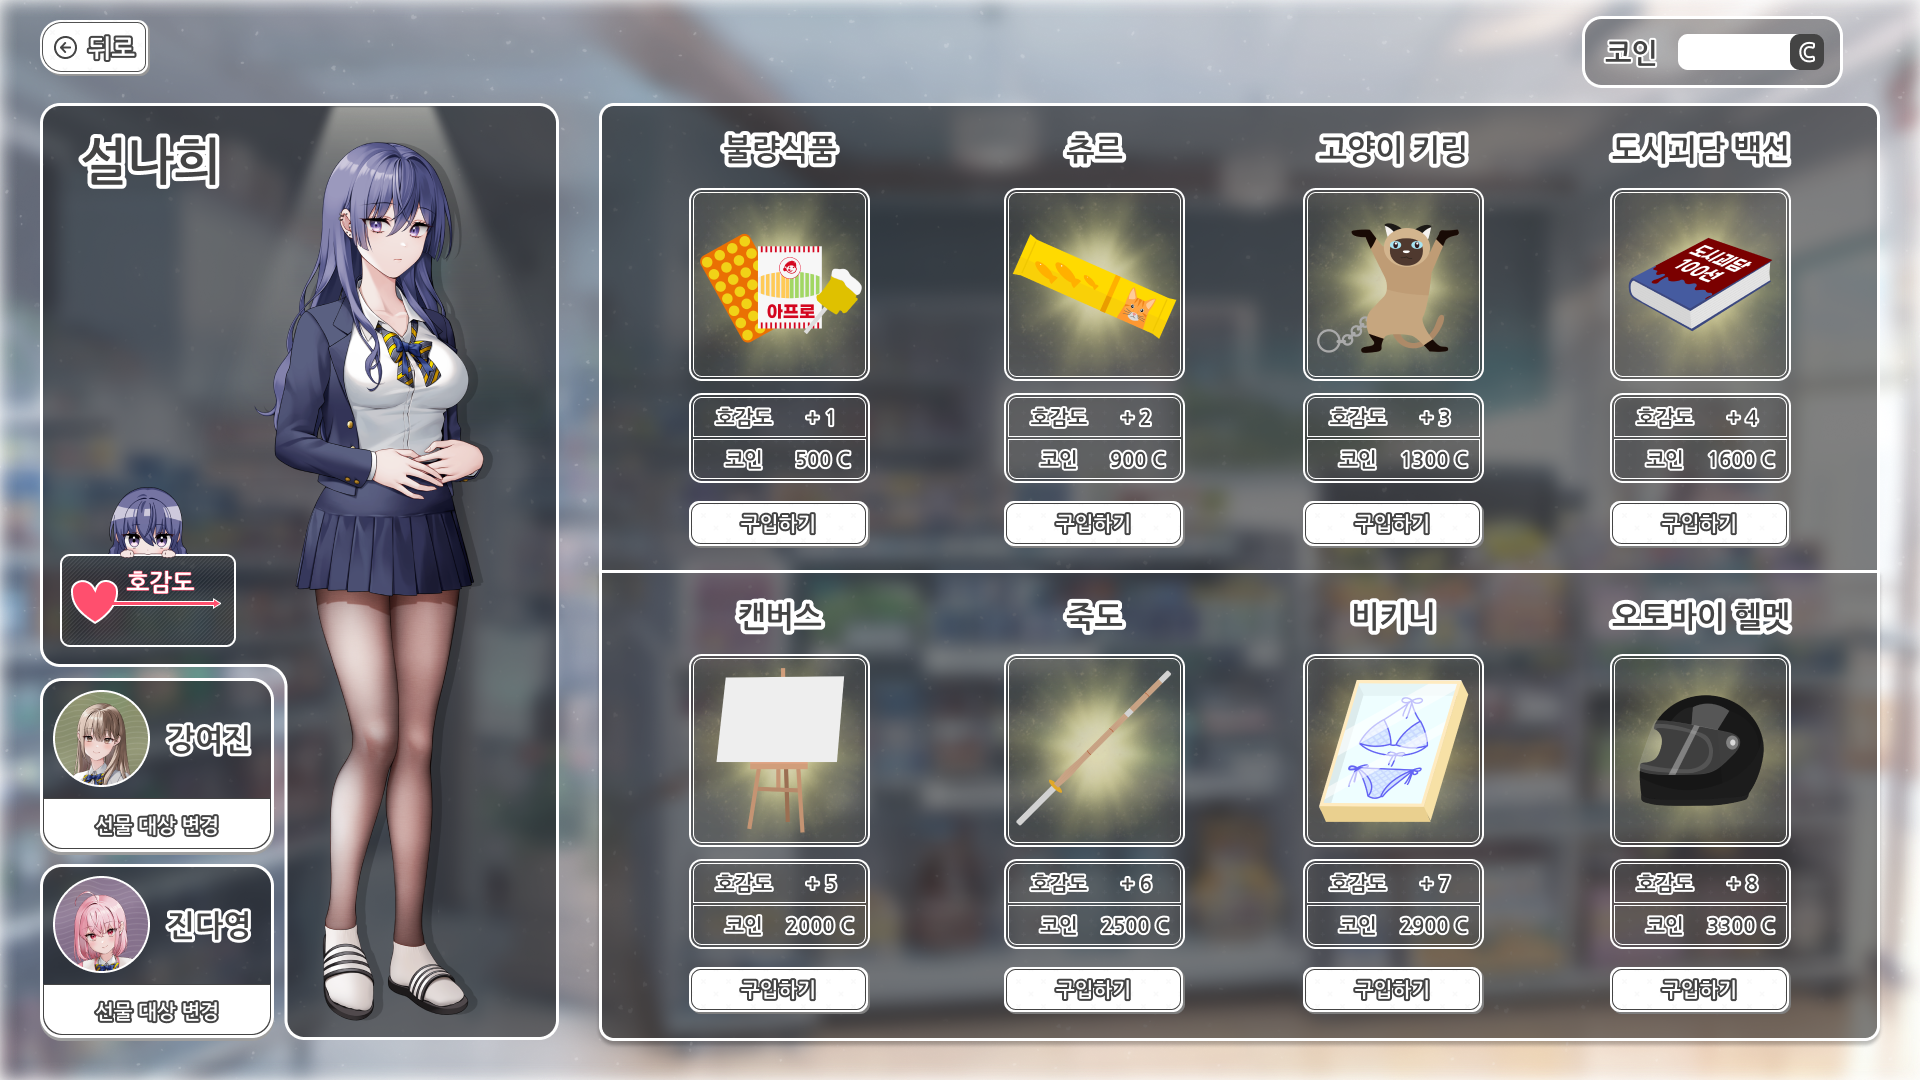 뒤로
코인 C
설나희
호감도
강여진
선물 대상 변경
진다영
선물 대상 변경
불량식품
아프로
호감도 + 1
코인 500 C
구입하기
츄르
호감도 + 2
코인 900 C
구입하기
고양이 키링
호감도 + 3
코인 1300 C
구입하기
도시괴담 백선
도시괴담
100선
호감도 + 4
코인 1600 C
구입하기
캔버스
호감도 + 5
코인 2000 C
구입하기
죽도
호감도 + 6
코인 2500 C
구입하기
비키니
호감도 + 7
코인 2900 C
구입하기
오토바이 헬멧
호감도 + 8
코인 3300 C
구입하기